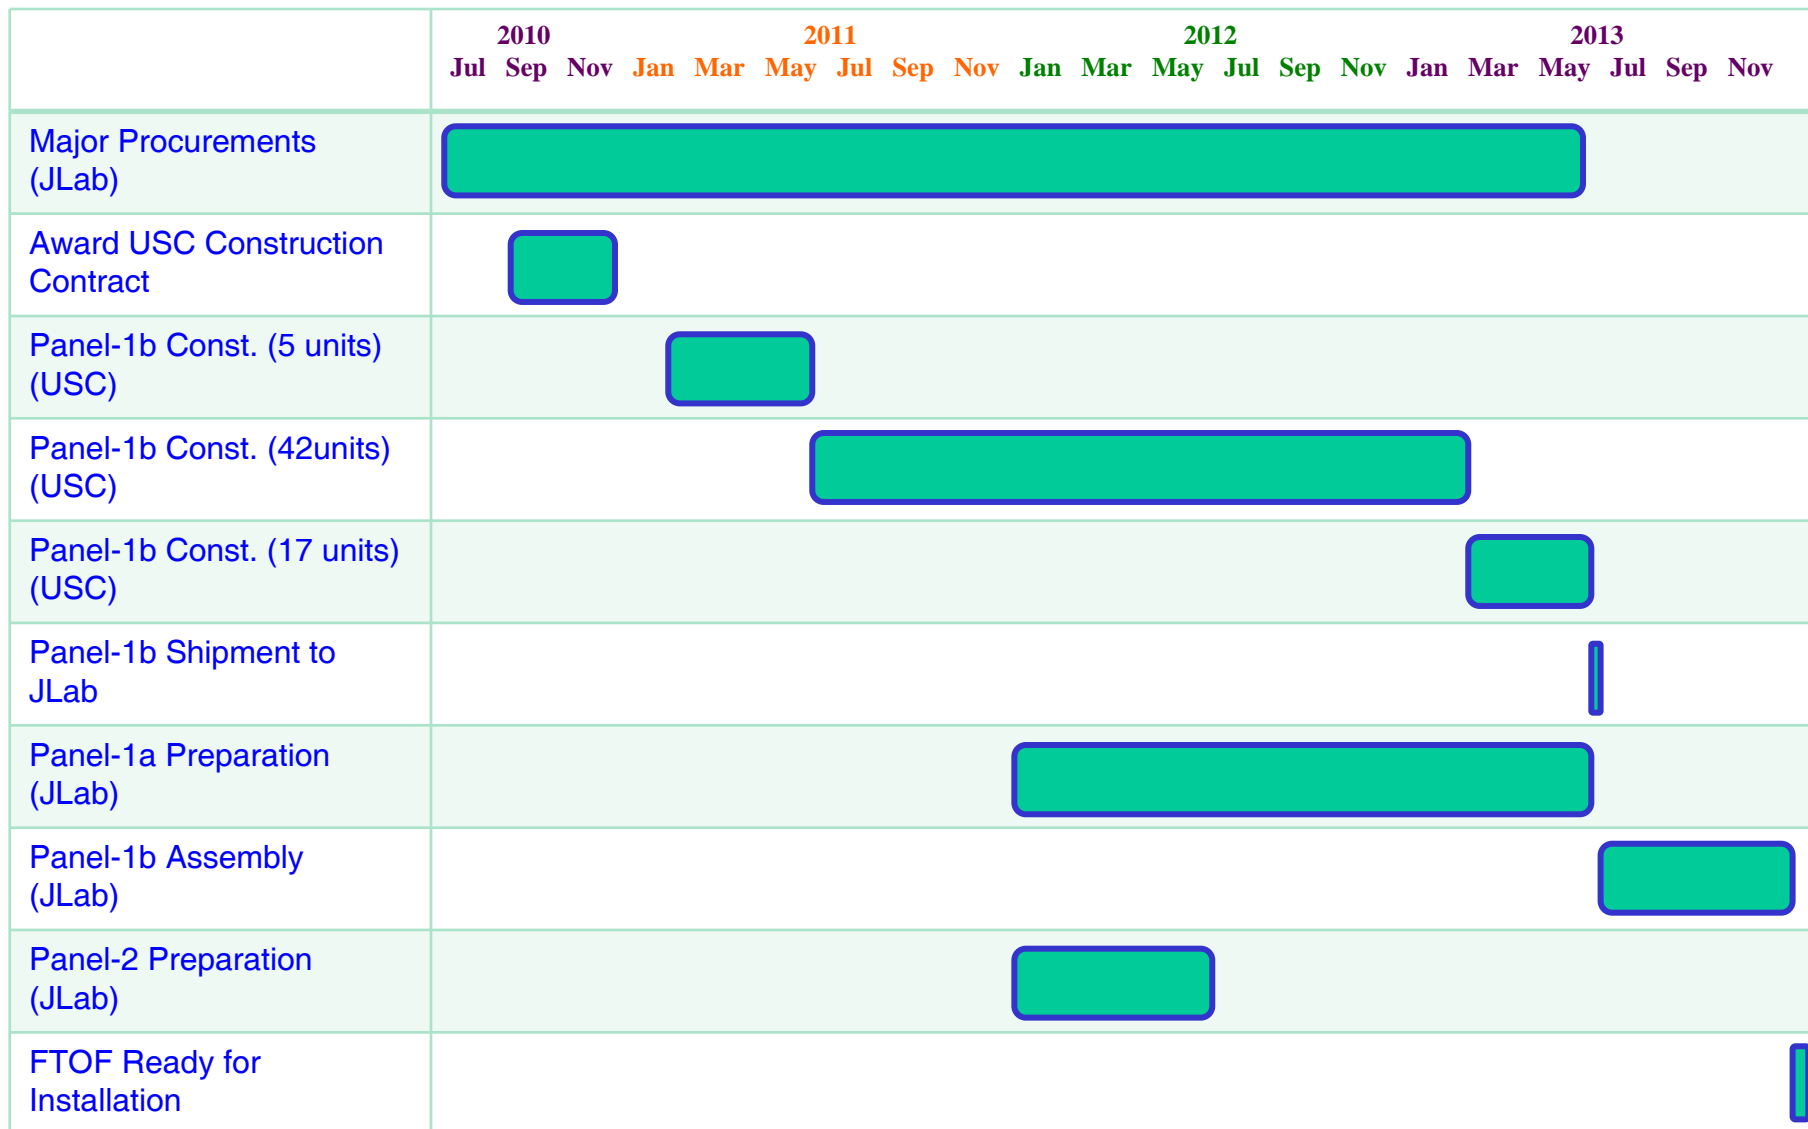 2010 2011 2012 2013
Jul Sep Nov Jan Mar May Jul Sep Nov Jan Mar May Jul Sep Nov Jan Mar May Jul Sep Nov
Major Procurements
(JLab)
Award USC Construction
Contract
Panel-1b Const. (5 units)
(USC)
Panel-1b Const. (42units)
(USC)
Panel-1b Const. (17 units)
(USC)
Panel-1b Shipment to
JLab
Panel-1a Preparation
(JLab)
Panel-1b Assembly
(JLab)
Panel-2 Preparation
(JLab)
FTOF Ready for
Installation